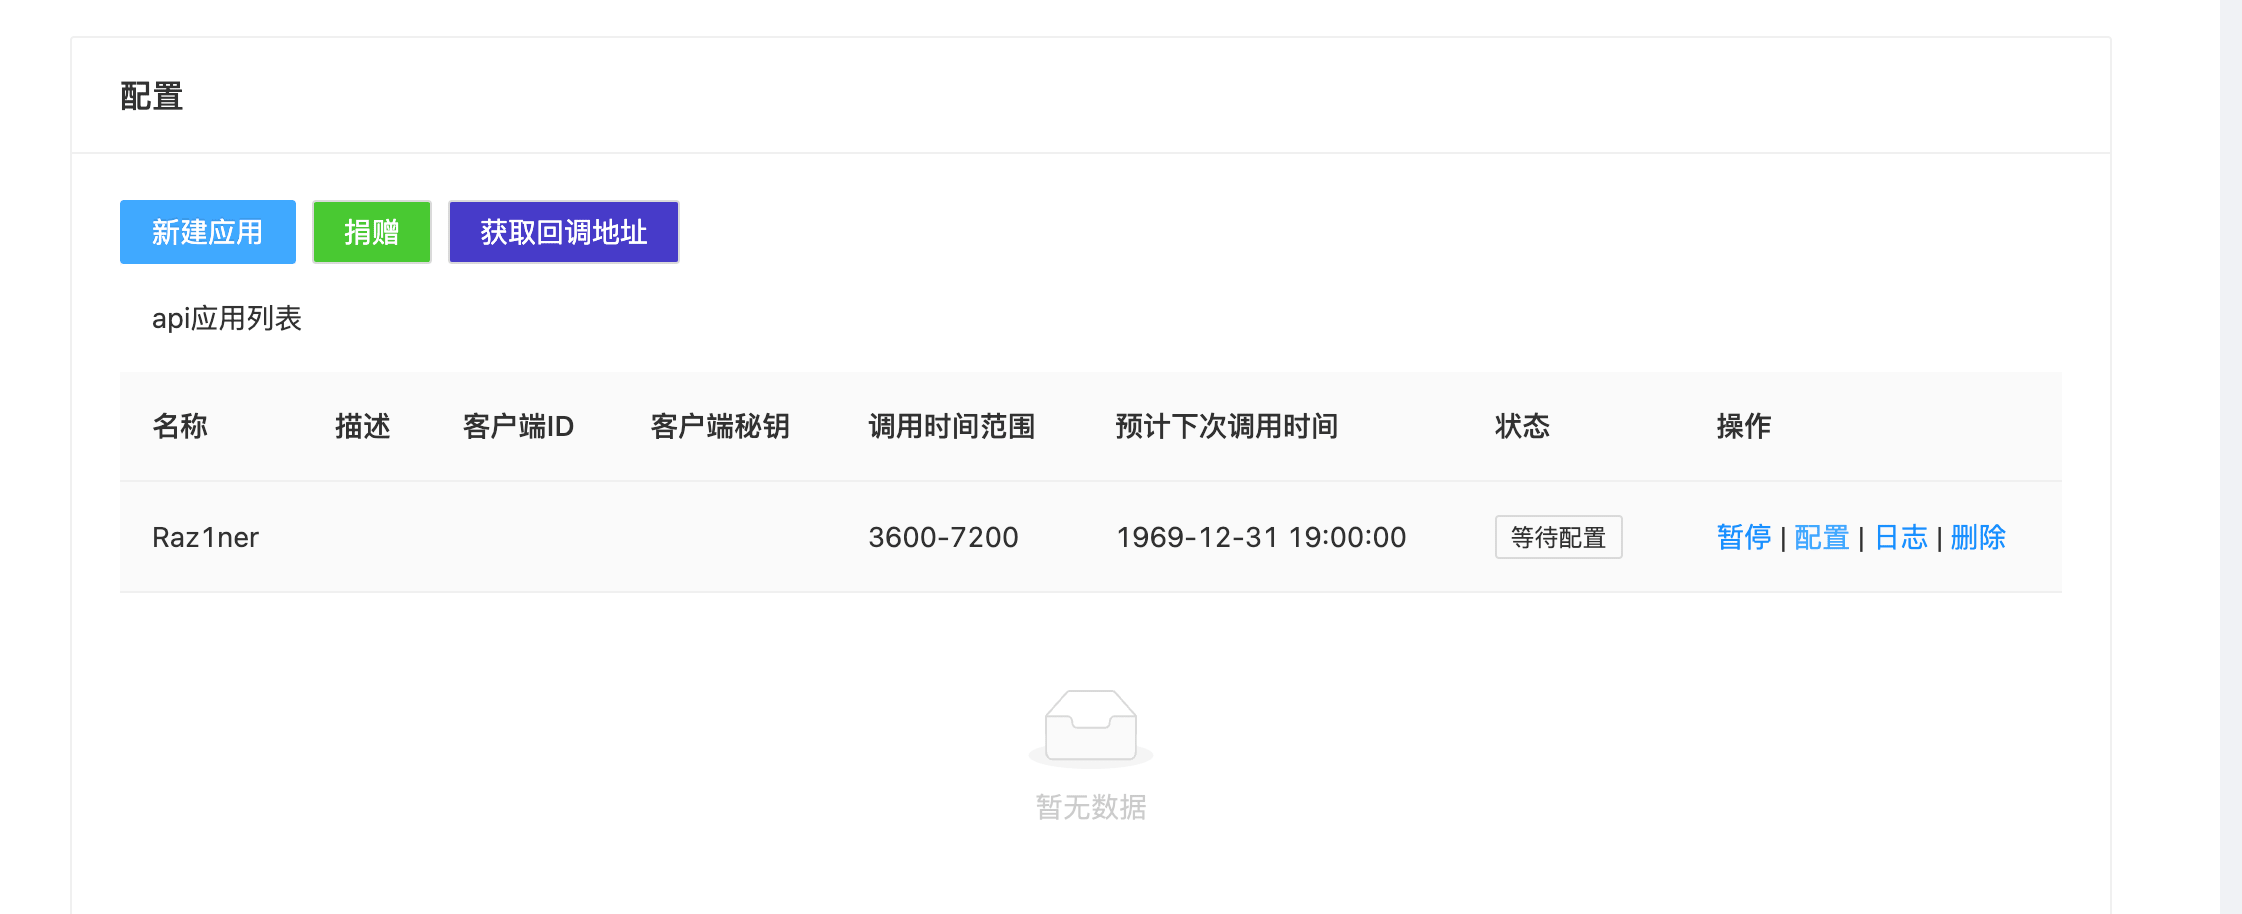 配置
新建应用 捐赠 获取回调地址
api应用列表
名称 描述 客户端ID 客户端秘钥 调用时间范围 预计下次调用时间 状态 操作
Raz1ner 3600-7200 1969-12-31 19:00:00 等待配置 暂停 | 配置 | 日志 | 删除
暂无数据